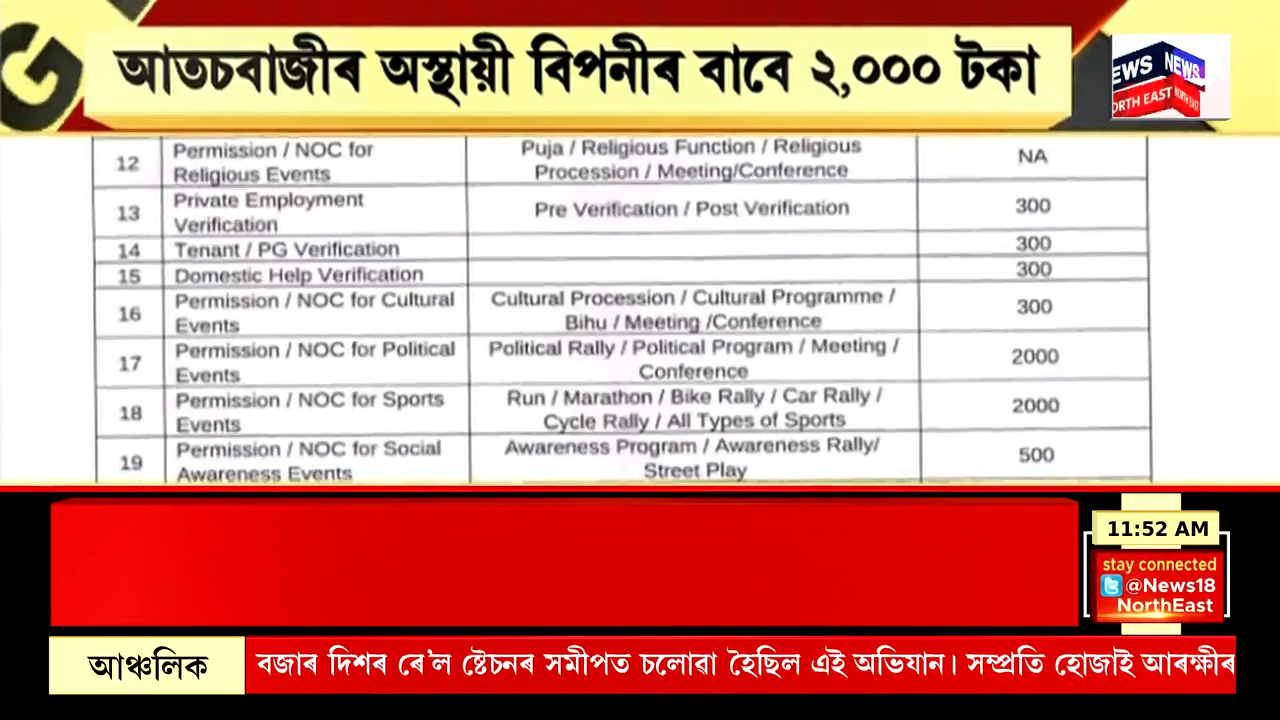 আতচবাজীৰ অস্থায়ী বিপনীৰ বাবে ২,০০০ টকা
EWS NEWS
ORTH EAST NORTH EAST
12 Permission / NOC for Religious Events Puja / Religious Function / Religious Procession / Meeting/Conference NA
13 Private Employment Verification Pre Verification / Post Verification 300
14 Tenant / PG Verification 300
15 Domestic Help Verification 300
16 Permission / NOC for Cultural Events Cultural Procession / Cultural Programme / Bihu / Meeting /Conference 300
17 Permission / NOC for Political Events Political Rally / Political Program / Meeting / Conference 2000
18 Permission / NOC for Sports Events Run / Marathon / Bike Rally / Car Rally / Cycle Rally / All Types of Sports 2000
19 Permission / NOC for Social Awareness Events Awareness Program / Awareness Rally/ Street Play 500
11:52 AM
stay connected
@News18
NorthEast
আঞ্চলিক
বজাৰ দিশৰ ৰে'ল ষ্টেচনৰ সমীপত চলোৱা হৈছিল এই অভিযান। সম্প্ৰতি হোজাই আৰক্ষীৰ